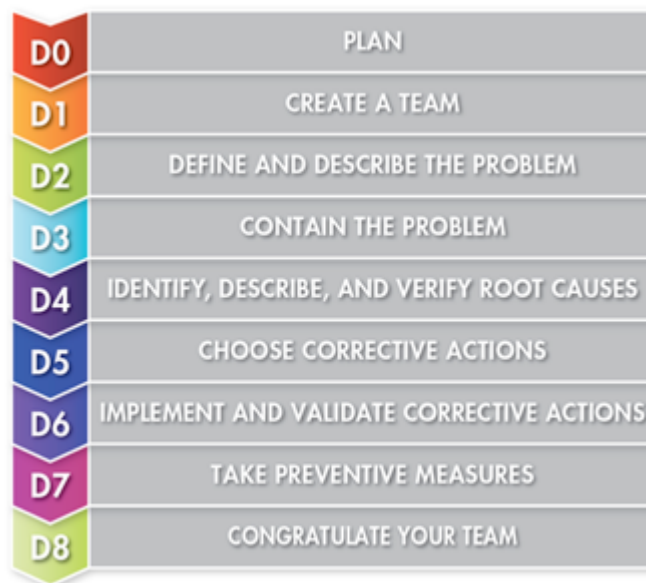 D0 PLAN
D1 CREATE A TEAM
D2 DEFINE AND DESCRIBE THE PROBLEM
D3 CONTAIN THE PROBLEM
D4 IDENTIFY, DESCRIBE, AND VERIFY ROOT CAUSES
D5 CHOOSE CORRECTIVE ACTIONS
D6 IMPLEMENT AND VALIDATE CORRECTIVE ACTIONS
D7 TAKE PREVENTIVE MEASURES
D8 CONGRATULATE YOUR TEAM